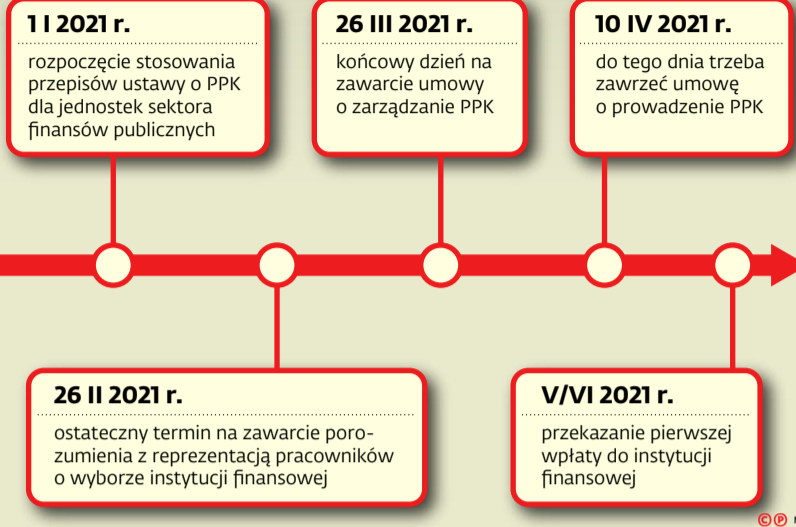 1 I 2021 r.
rozpoczęcie stosowania
przepisów ustawy o PPK
dla jednostek sektora
finansów publicznych
26 II 2021 r.
ostateczny termin na zawarcie poro-
zumienia z reprezentacją pracowników
o wyborze instytucji finansowej
26 III 2021 r.
końcowy dzień na
zawarcie umowy
o zarządzanie PPK
10 IV 2021 r.
do tego dnia trzeba
zawrzeć umowę
o prowadzenie PPK
V/VI 2021 r.
przekazanie pierwszej
wpłaty do instytucji
finansowej
©℗